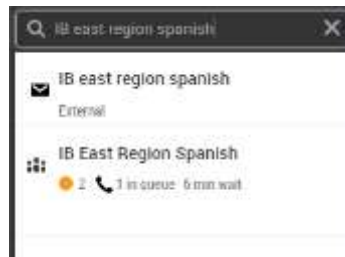 IB east region spanish
IB east region spanish
External
IB East Region Spanish
2 1 in queue 6 min wait